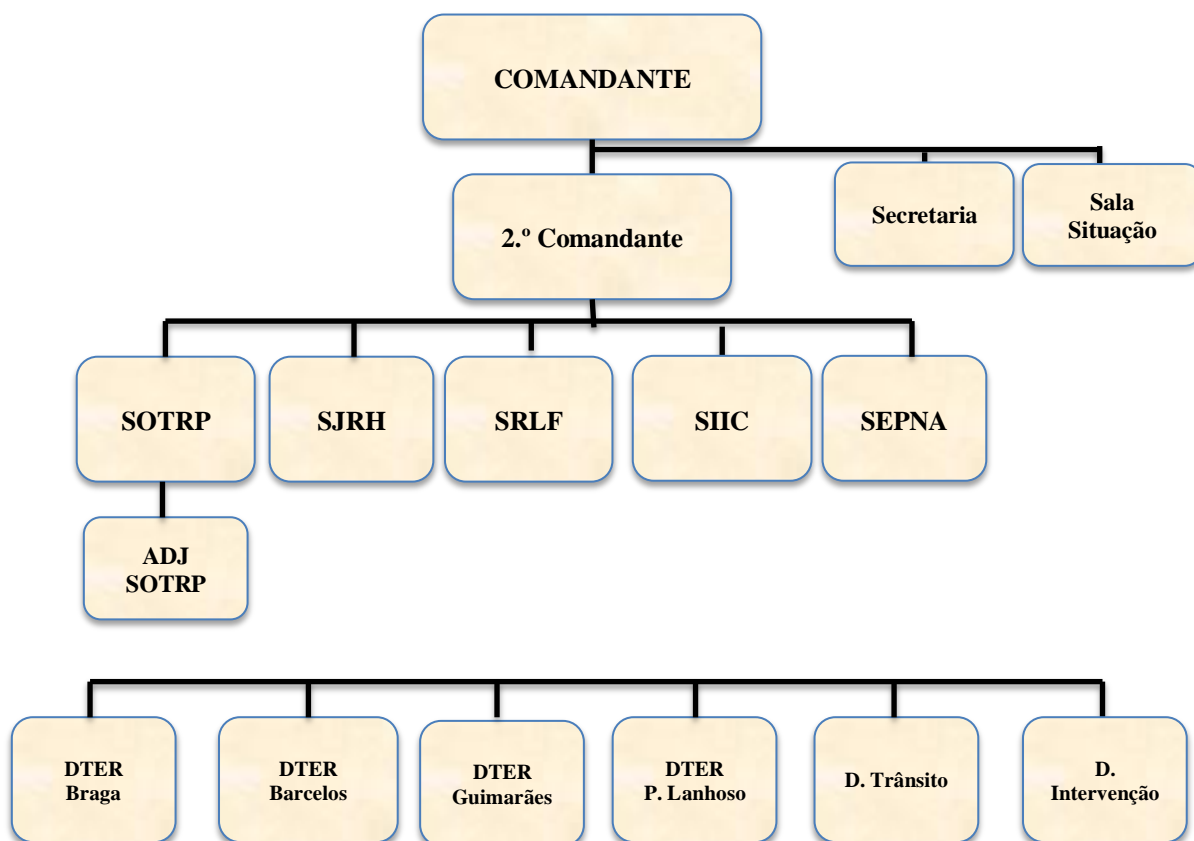 COMANDANTE
2.º Comandante
Secretaria
Sala
Situação
SOTRP
SJRH
SRLF
SIIC
SEPNA
ADJ
SOTRP
DTER
Braga
DTER
Barcelos
DTER
Guimarães
DTER
P. Lanhoso
D. Trânsito
D.
Intervenção